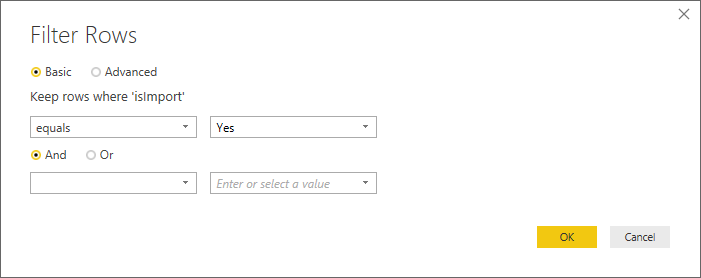 Filter Rows
Basic Advanced
Keep rows where 'isImport'
equals Yes
And Or
Enter or select a value
OK Cancel